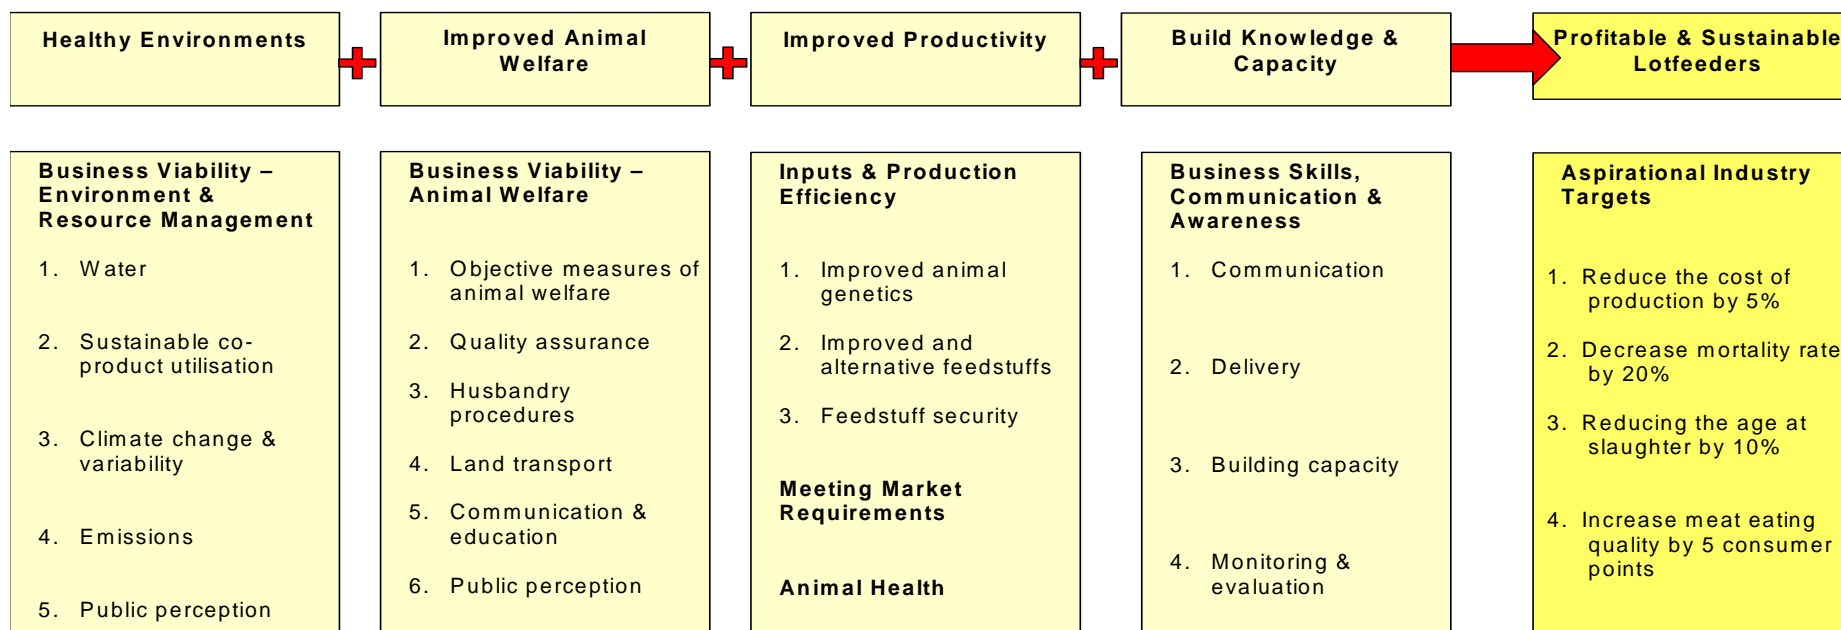 Healthy Environments
Improved Animal
Welfare
Improved Productivity
Build Knowledge &
Capacity
Profitable & Sustainable
Lotfeeders
Business Viability –
Environment &
Resource Management
1. Water
2. Sustainable co-
product utilisation
3. Climate change &
variability
4. Emissions
5. Public perception
Business Viability –
Animal Welfare
1. Objective measures of
animal welfare
2. Quality assurance
3. Husbandry
procedures
4. Land transport
5. Communication &
education
6. Public perception
Inputs & Production
Efficiency
1. Improved animal
genetics
2. Improved and
alternative feedstuffs
3. Feedstuff security
Meeting Market
Requirements
Animal Health
Business Skills,
Communication &
Awareness
1. Communication
2. Delivery
3. Building capacity
4. Monitoring &
evaluation
Aspirational Industry
Targets
1. Reduce the cost of
production by 5%
2. Decrease mortality rate
by 20%
3. Reducing the age at
slaughter by 10%
4. Increase meat eating
quality by 5 consumer
points